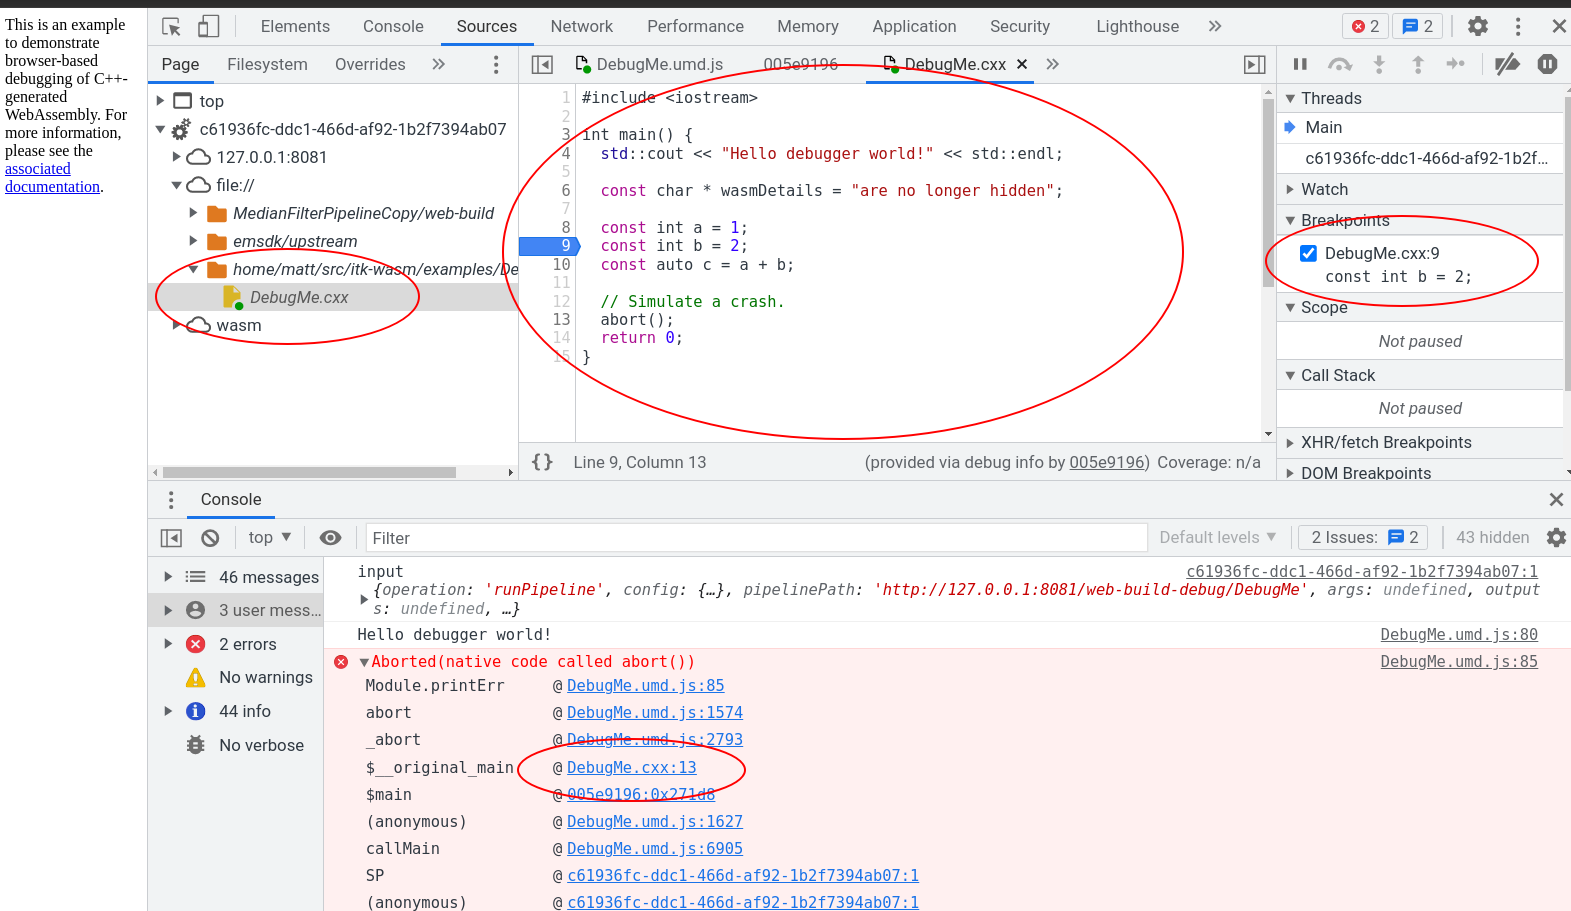 This is an example
to demonstrate
browser-based
debugging of C++-
generated
WebAssembly. For
more information,
please see the
associated
documentation.
Elements Console Sources Network Performance Memory Application Security Lighthouse 2 2
Page Filesystem Overrides
DebugMe.umd.js 005e9196 DebugMe.cxx
top
c61936fc-ddc1-466d-af92-1b2f7394ab07
127.0.0.1:8081
file://
MedianFilterPipelineCopy/web-build
emsdk/upstream
home/matt/src/itk-wasm/examples/De
DebugMe.cxx
wasm
1 #include <iostream>
2
3 int main() {
4 std::cout << "Hello debugger world!" << std::endl;
5
6 const char * wasmDetails = "are no longer hidden";
7
8 const int a = 1;
9 const int b = 2;
10 const auto c = a + b;
11
12 // Simulate a crash.
13 abort();
14 return 0;
15 }
{} Line 9, Column 13 (provided via debug info by 005e9196) Coverage: n/a
Threads
Main
c61936fc-ddc1-466d-af92-1b2f...
Watch
Breakpoints
DebugMe.cxx:9
const int b = 2;
Scope
Not paused
Call Stack
Not paused
XHR/fetch Breakpoints
DOM Breakpoints
Console
top Filter Default levels 2 Issues: 2 43 hidden
46 messages
3 user mess...
2 errors
No warnings
44 info
No verbose
input c61936fc-ddc1-466d-af92-1b2f7394ab07:1
{operation: 'runPipeline', config: {…}, pipelinePath: 'http://127.0.0.1:8081/web-build-debug/DebugMe', args: undefined, output
s: undefined, …}
Hello debugger world! DebugMe.umd.js:80
Aborted(native code called abort()) DebugMe.umd.js:85
Module.printErr @ DebugMe.umd.js:85
abort @ DebugMe.umd.js:1574
_abort @ DebugMe.umd.js:2793
$__original_main @ DebugMe.cxx:13
$main @ 005e9196:0x271d8
(anonymous) @ DebugMe.umd.js:1627
callMain @ DebugMe.umd.js:6905
SP @ c61936fc-ddc1-466d-af92-1b2f7394ab07:1
(anonymous) @ c61936fc-ddc1-466d-af92-1b2f7394ab07:1